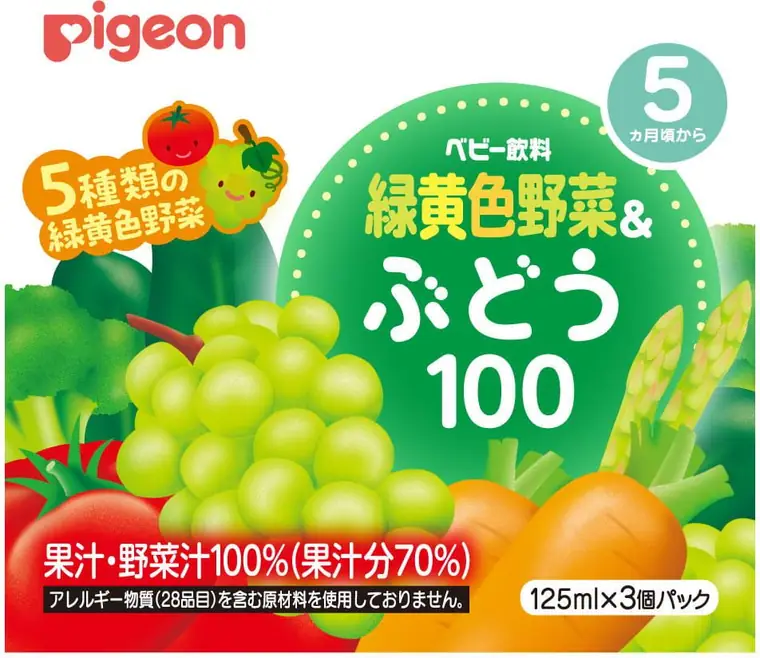 pigeon
5
ヵ月頃から
ベビー飲料
5種類の
緑黄色野菜
緑黄色野菜&
ぶどう
100
果汁・野菜汁100%(果汁分70%)
アレルギー物質(28品目)を含む原材料を使用しておりません。
125ml×3個パック